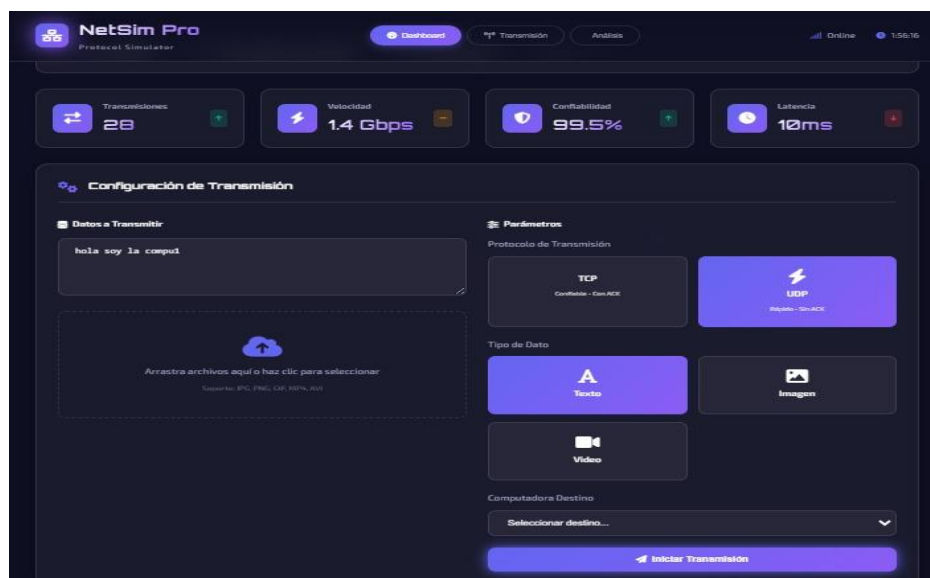 NetSim Pro
Protocol Simulator
Dashboard
Transmisión
Análisis
Online
1:56:16
Transmisiones
28
Velocidad
1.4 Gbps
Confiabilidad
99.5%
Latencia
10ms
Configuración de Transmisión
Datos a Transmitir
hola soy la compu1
Arrastra archivos aquí o haz clic para seleccionar
Soporte: JPG, PNG, GIF, MP4, AVI
Parámetros
Protocolo de Transmisión
TCP
Confiable - Con ACK
UDP
Rápido - Sin ACK
Tipo de Dato
Texto
Imagen
Video
Computadora Destino
Seleccionar destino...
Iniciar Transmisión